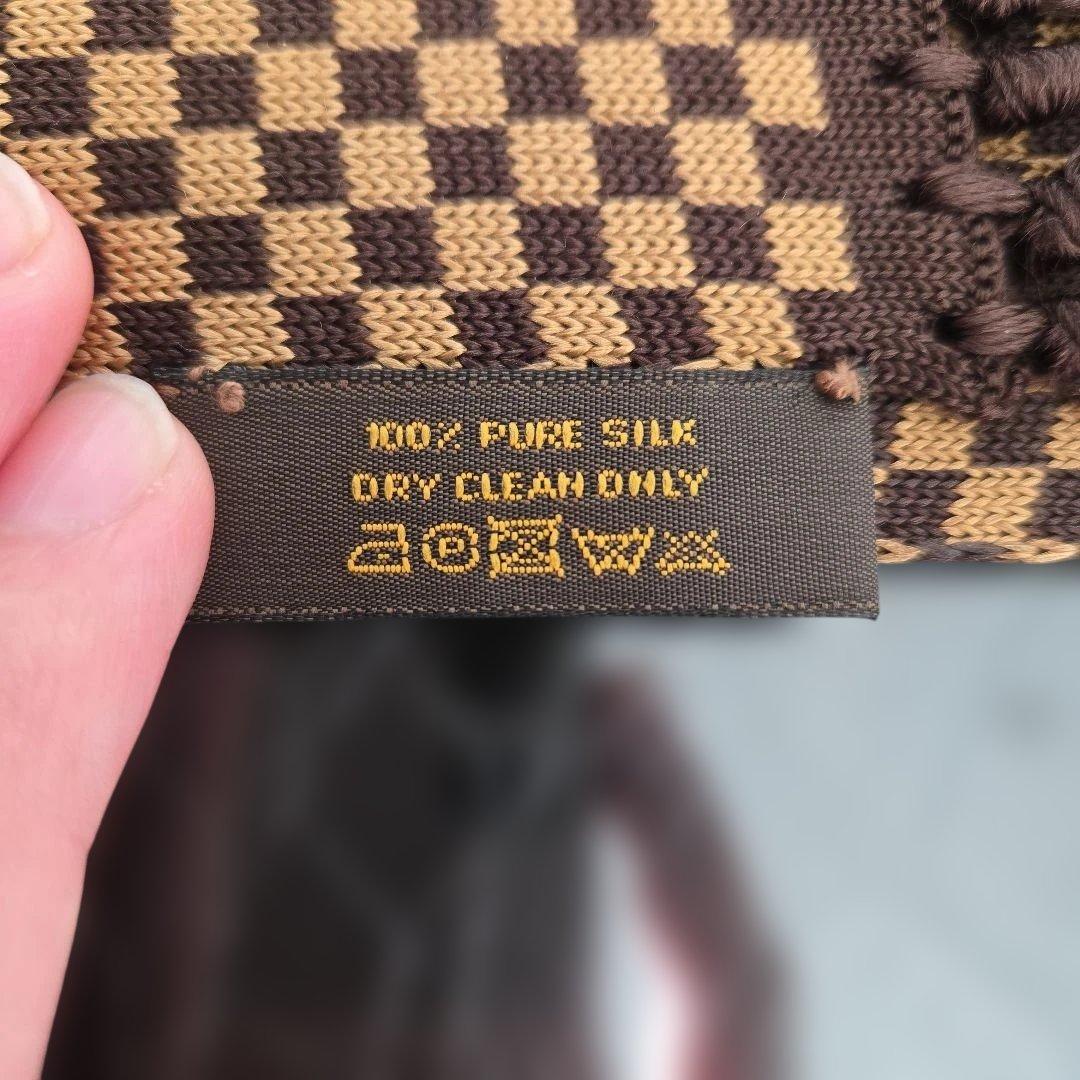 100% PURE SILK
DRY CLEAN ONLY
P